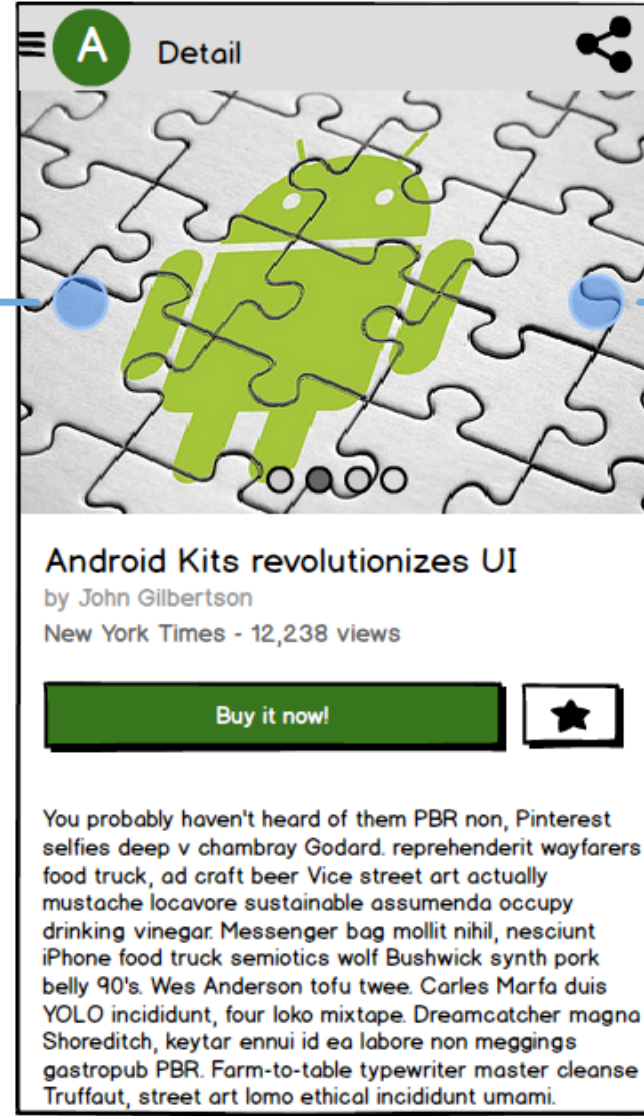 A
Detail
Android Kits revolutionizes UI
by John Gilbertson
New York Times - 12,238 views
Buy it now!
You probably haven't heard of them PBR non, Pinterest
selfies deep v chambray Godard. reprehenderit wayfarers
food truck, ad craft beer Vice street art actually
mustache locavore sustainable assumenda occupy
drinking vinegar. Messenger bag mollit nihil, nesciunt
iPhone food truck semiotics wolf Bushwick synth pork
belly 90's. Wes Anderson tofu twee. Carles Marfa duis
YOLO incididunt, four loko mixtape. Dreamcatcher magna
Shoreditch, keytar ennui id ea labore non meggings
gastropub PBR. Farm-to-table typewriter master cleanse
Truffaut, street art lomo ethical incididunt umami.